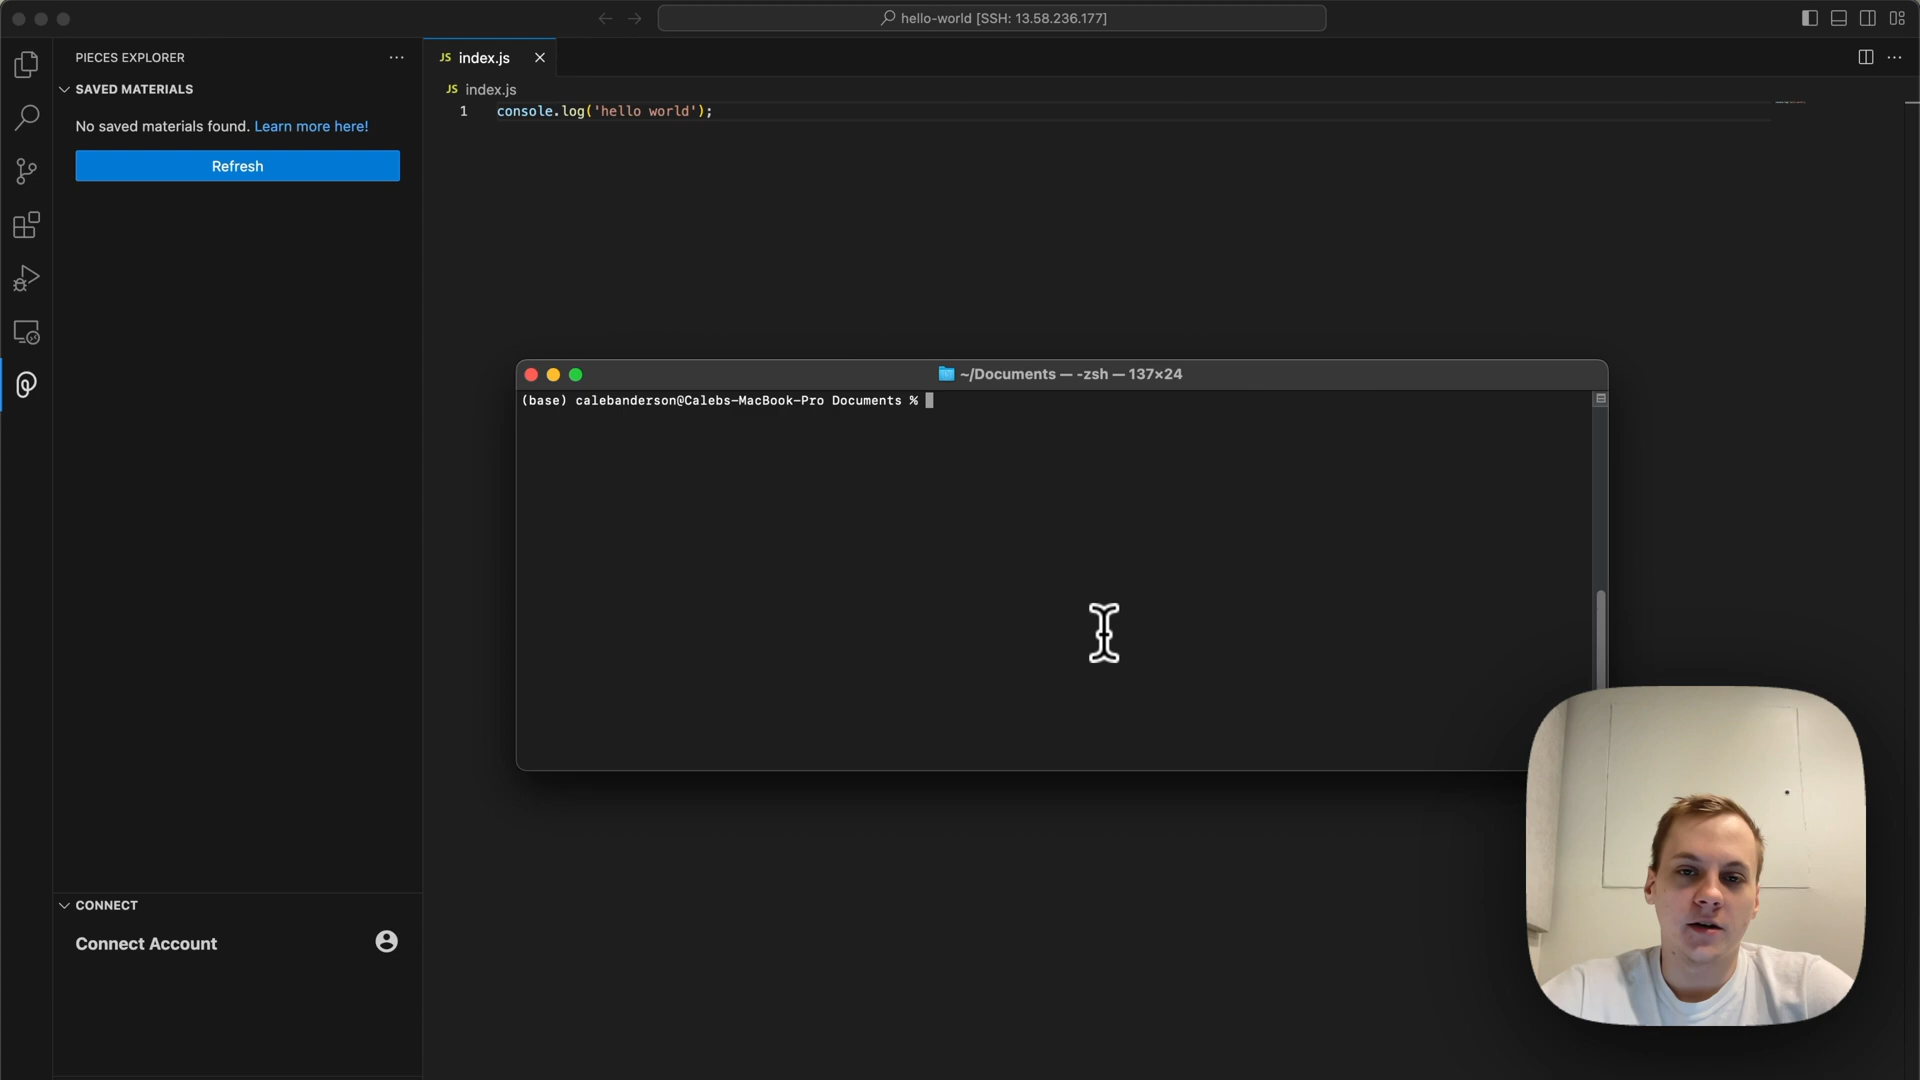 hello-world [SSH: 13.58.236.177]
PIECES EXPLORER
SAVED MATERIALS
No saved materials found. Learn more here!
Refresh
JS index.js
JS index.js
1 console.log('hello world');
~/Documents — -zsh — 137×24
(base) calebanderson@Calebs-MacBook-Pro Documents %
CONNECT
Connect Account